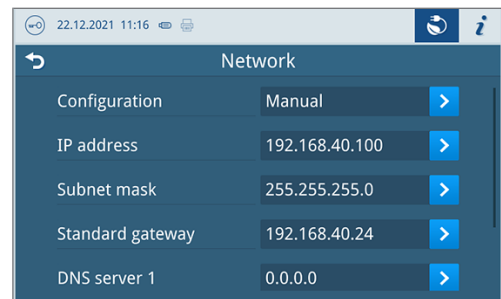 22.12.2021 11:16
i
Network
Configuration Manual
IP address 192.168.40.100
Subnet mask 255.255.255.0
Standard gateway 192.168.40.24
DNS server 1 0.0.0.0